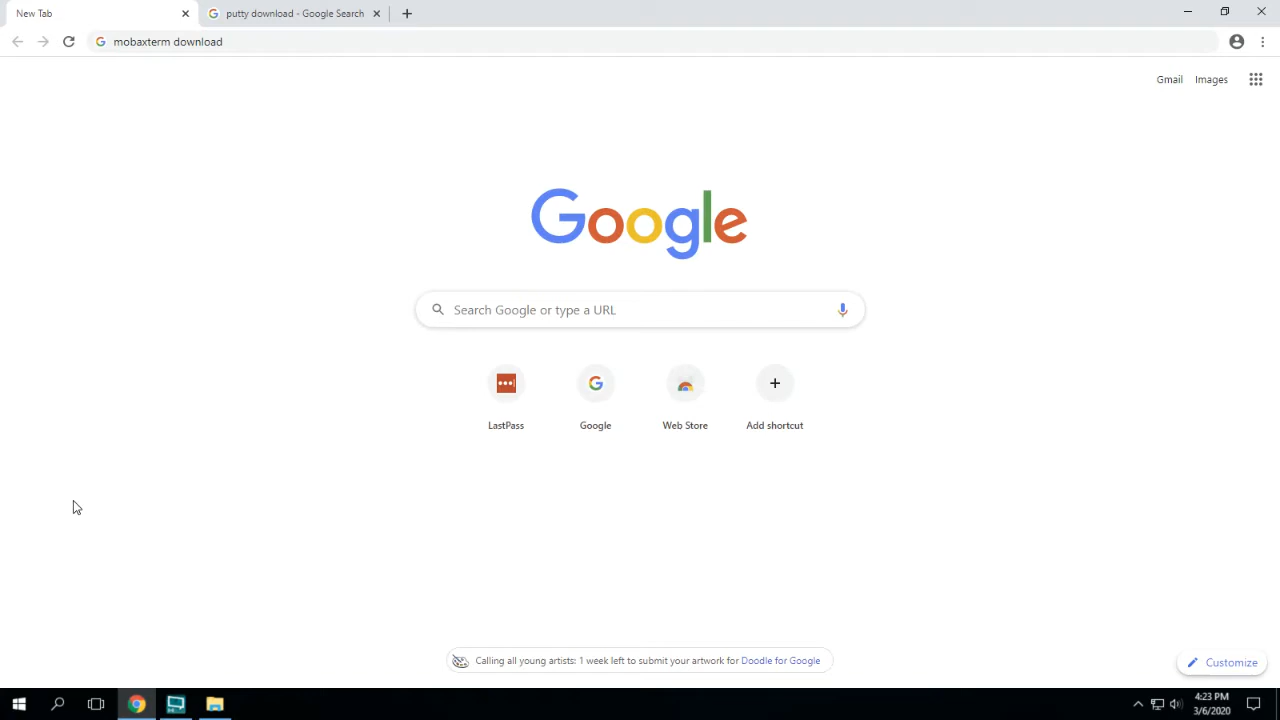 New Tab
putty download - Google Search
mobaxterm download
Gmail Images
Google
Search Google or type a URL
LastPass Google Web Store Add shortcut
Calling all young artists: 1 week left to submit your artwork for Doodle for Google
Customize
4:23 PM
3/6/2020